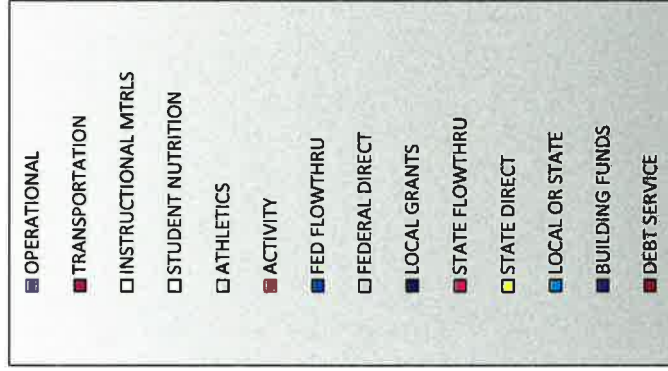 OPERATIONAL
TRANSPORTATION
INSTRUCTIONAL MTRLS
STUDENT NUTRITION
ATHLETICS
ACTIVITY
FED FLOWTHRU
FEDERAL DIRECT
LOCAL GRANTS
STATE FLOWTHRU
STATE DIRECT
LOCAL OR STATE
BUILDING FUNDS
DEBT SERVICE